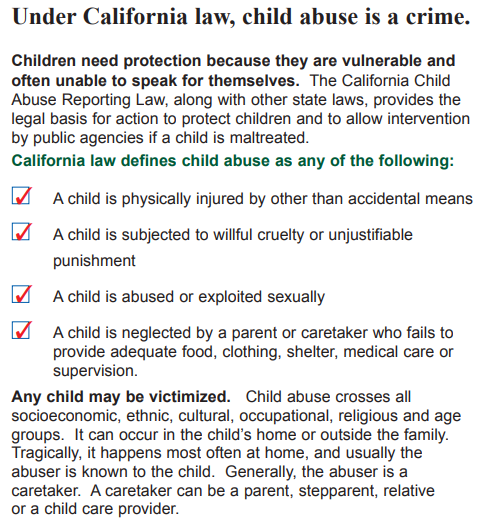 Under California law, child abuse is a crime.
Children need protection because they are vulnerable and
often unable to speak for themselves. The California Child
Abuse Reporting Law, along with other state laws, provides the
legal basis for action to protect children and to allow intervention
by public agencies if a child is maltreated.
California law defines child abuse as any of the following:
A child is physically injured by other than accidental means
A child is subjected to willful cruelty or unjustifiable
punishment
A child is abused or exploited sexually
A child is neglected by a parent or caretaker who fails to
provide adequate food, clothing, shelter, medical care or
supervision.
Any child may be victimized. Child abuse crosses all
socioeconomic, ethnic, cultural, occupational, religious and age
groups. It can occur in the child's home or outside the family.
Tragically, it happens most often at home, and usually the
abuser is known to the child. Generally, the abuser is a
caretaker. A caretaker can be a parent, stepparent, relative
or a child care provider.